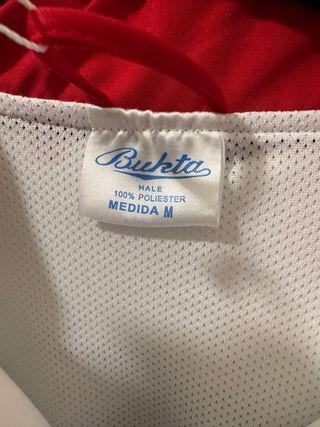 Bukta
HALE
100% POLIESTER
MEDIDA M